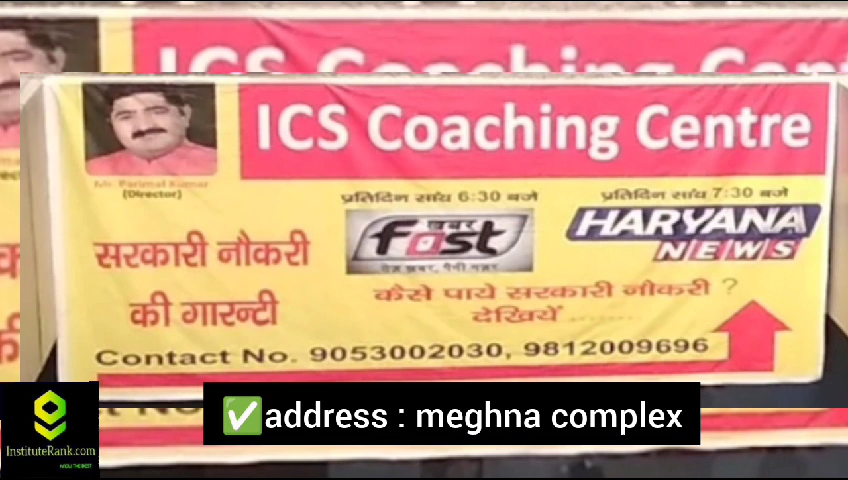 ICS Coaching Centre
Mr. Parimal Kumar
(Director)
प्रतिदिन सांय 6:30 बजे
प्रतिदिन सांय 7:30 बजे
खबर
fast
HARYANA
NEWS
सरकारी नौकरी
की गारन्टी
कैसे पाये सरकारी नौकरी ?
देखियें ........
Contact No. 9053002030, 9812009696
✅address : meghna complex
InstituteRank.com